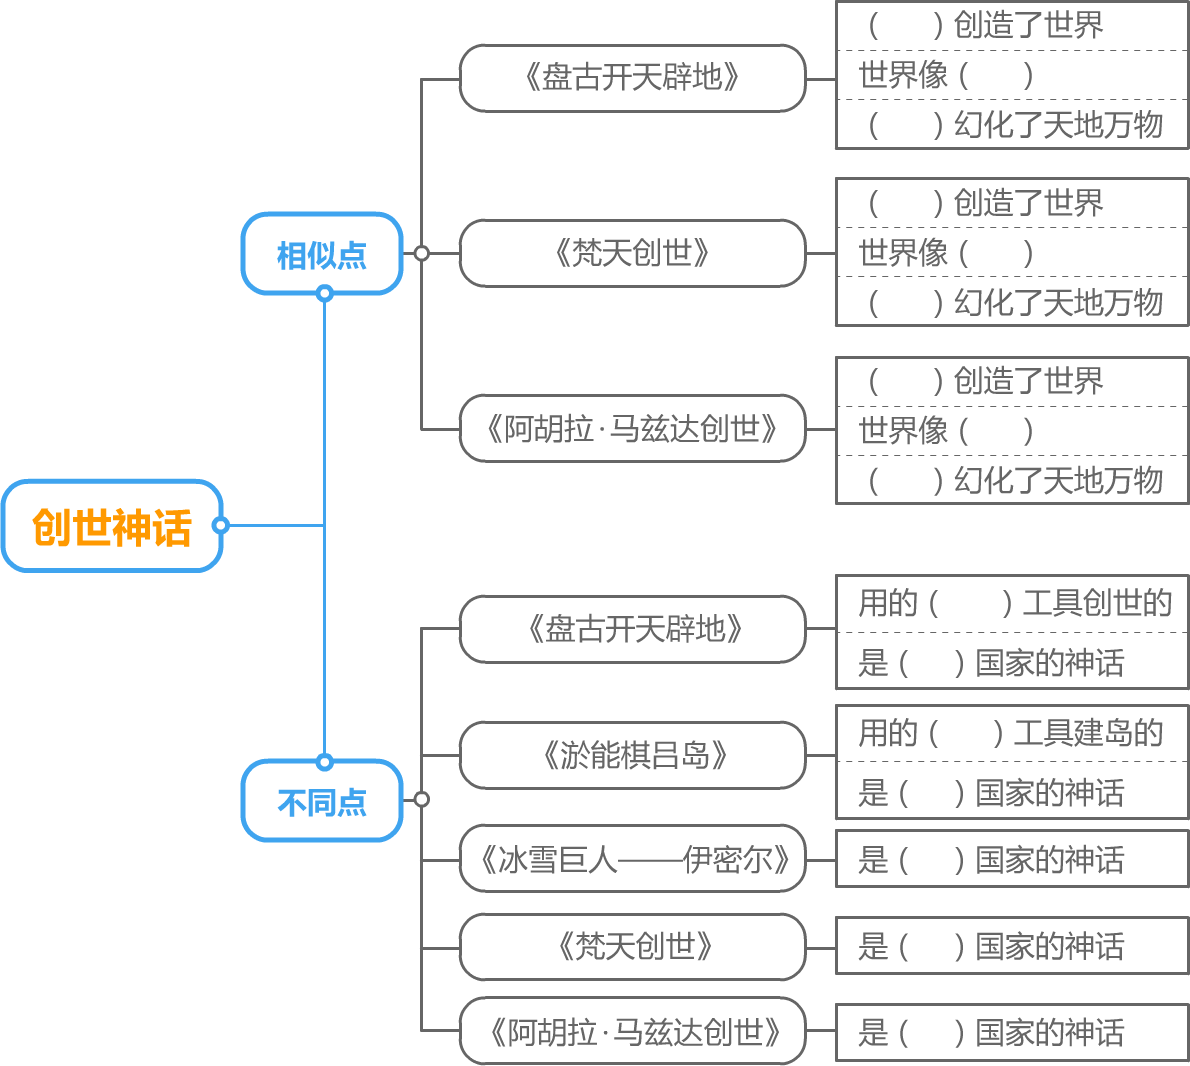 创世神话
相似点
《盘古开天辟地》
（ ）创造了世界
世界像（ ）
（ ）幻化了天地万物
《梵天创世》
（ ）创造了世界
世界像（ ）
（ ）幻化了天地万物
《阿胡拉·马兹达创世》
（ ）创造了世界
世界像（ ）
（ ）幻化了天地万物
不同点
《盘古开天辟地》
用的（ ）工具创世的
是（ ）国家的神话
《淤能棋吕岛》
用的（ ）工具建岛的
是（ ）国家的神话
《冰雪巨人——伊密尔》
是（ ）国家的神话
《梵天创世》
是（ ）国家的神话
《阿胡拉·马兹达创世》
是（ ）国家的神话